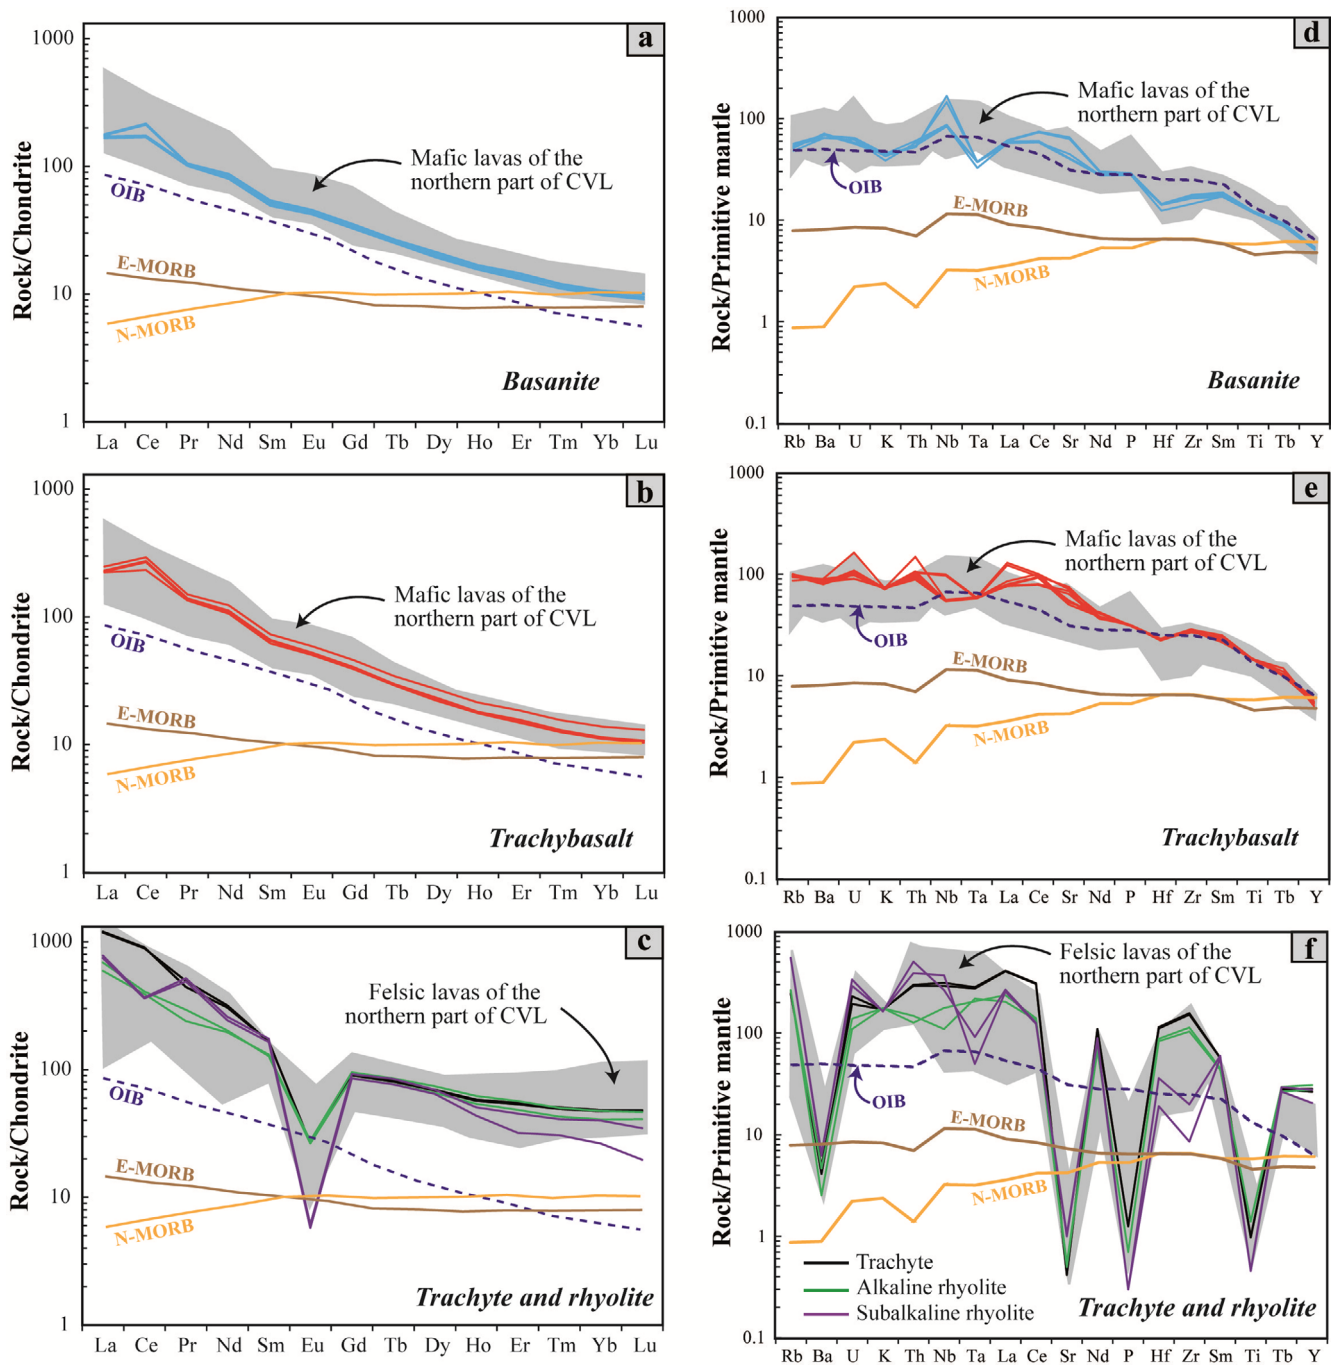 a
Rock/Chondrite
1000
100
10
1
Mafic lavas of the
northern part of CVL
OIB
E-MORB
N-MORB
Basanite
La Ce Pr Nd Sm Eu Gd Tb Dy Ho Er Tm Yb Lu
d
Rock/Primitive mantle
1000
100
10
1
0.1
Mafic lavas of the
northern part of CVL
OIB
E-MORB
N-MORB
Basanite
Rb Ba U K Th Nb Ta La Ce Sr Nd P Hf Zr Sm Ti Tb Y
b
Rock/Chondrite
1000
100
10
1
Mafic lavas of the
northern part of CVL
OIB
E-MORB
N-MORB
Trachybasalt
La Ce Pr Nd Sm Eu Gd Tb Dy Ho Er Tm Yb Lu
e
Rock/Primitive mantle
1000
100
10
1
0.1
Mafic lavas of the
northern part of CVL
OIB
E-MORB
N-MORB
Trachybasalt
Rb Ba U K Th Nb Ta La Ce Sr Nd P Hf Zr Sm Ti Tb Y
c
Rock/Chondrite
1000
100
10
1
Felsic lavas of the
northern part of CVL
OIB
E-MORB
N-MORB
Trachyte and rhyolite
La Ce Pr Nd Sm Eu Gd Tb Dy Ho Er Tm Yb Lu
f
Rock/Primitive mantle
1000
100
10
1
0.1
Felsic lavas of the
northern part of CVL
OIB
E-MORB
N-MORB
Trachyte
Alkaline rhyolite
Subalkaline rhyolite
Trachyte and rhyolite
Rb Ba U K Th Nb Ta La Ce Sr Nd P Hf Zr Sm Ti Tb Y